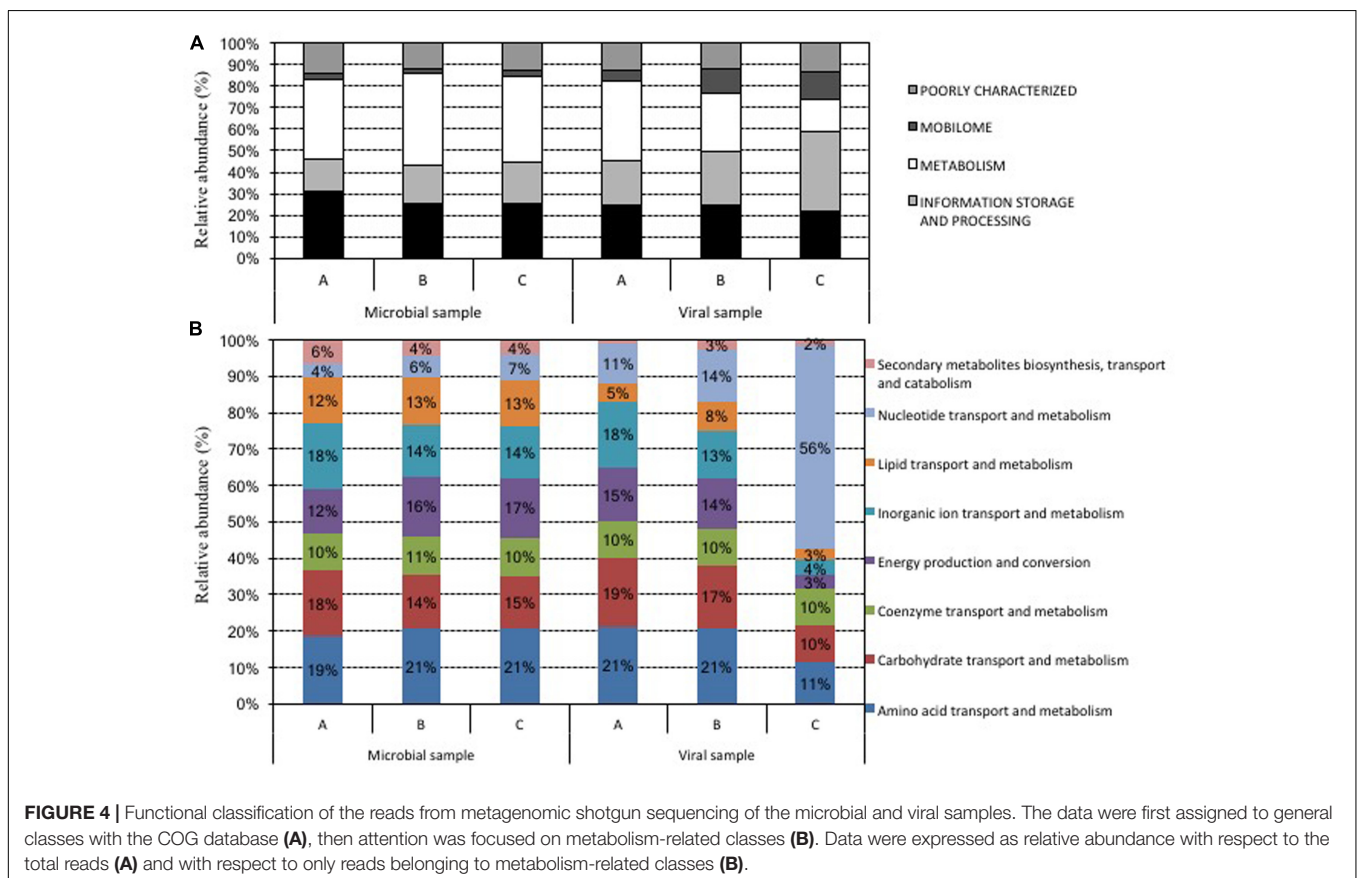 A
Relative abundance (%)
100%
90%
80%
70%
60%
50%
40%
30%
20%
10%
0%
A B C A B C
Microbial sample Viral sample
POORLY CHARACTERIZED
MOBILOME
METABOLISM
INFORMATION STORAGE
AND PROCESSING
B
Relative abundance (%)
100%
90%
80%
70%
60%
50%
40%
30%
20%
10%
0%
6% 4% 4% 3% 2%
4% 6% 7% 11% 14% 56%
12% 13% 13% 5% 8% 3%
18% 14% 14% 18% 13% 4%
12% 16% 17% 15% 14% 3%
10% 11% 10% 10% 10% 10%
18% 14% 15% 19% 17% 10%
19% 21% 21% 21% 21% 11%
A B C A B C
Microbial sample Viral sample
Secondary metabolites biosynthesis, transport
and catabolism
Nucleotide transport and metabolism
Lipid transport and metabolism
Inorganic ion transport and metabolism
Energy production and conversion
Coenzyme transport and metabolism
Carbohydrate transport and metabolism
Amino acid transport and metabolism
FIGURE 4 | Functional classification of the reads from metagenomic shotgun sequencing of the microbial and viral samples. The data were first assigned to general
classes with the COG database (A), then attention was focused on metabolism-related classes (B). Data were expressed as relative abundance with respect to the
total reads (A) and with respect to only reads belonging to metabolism-related classes (B).